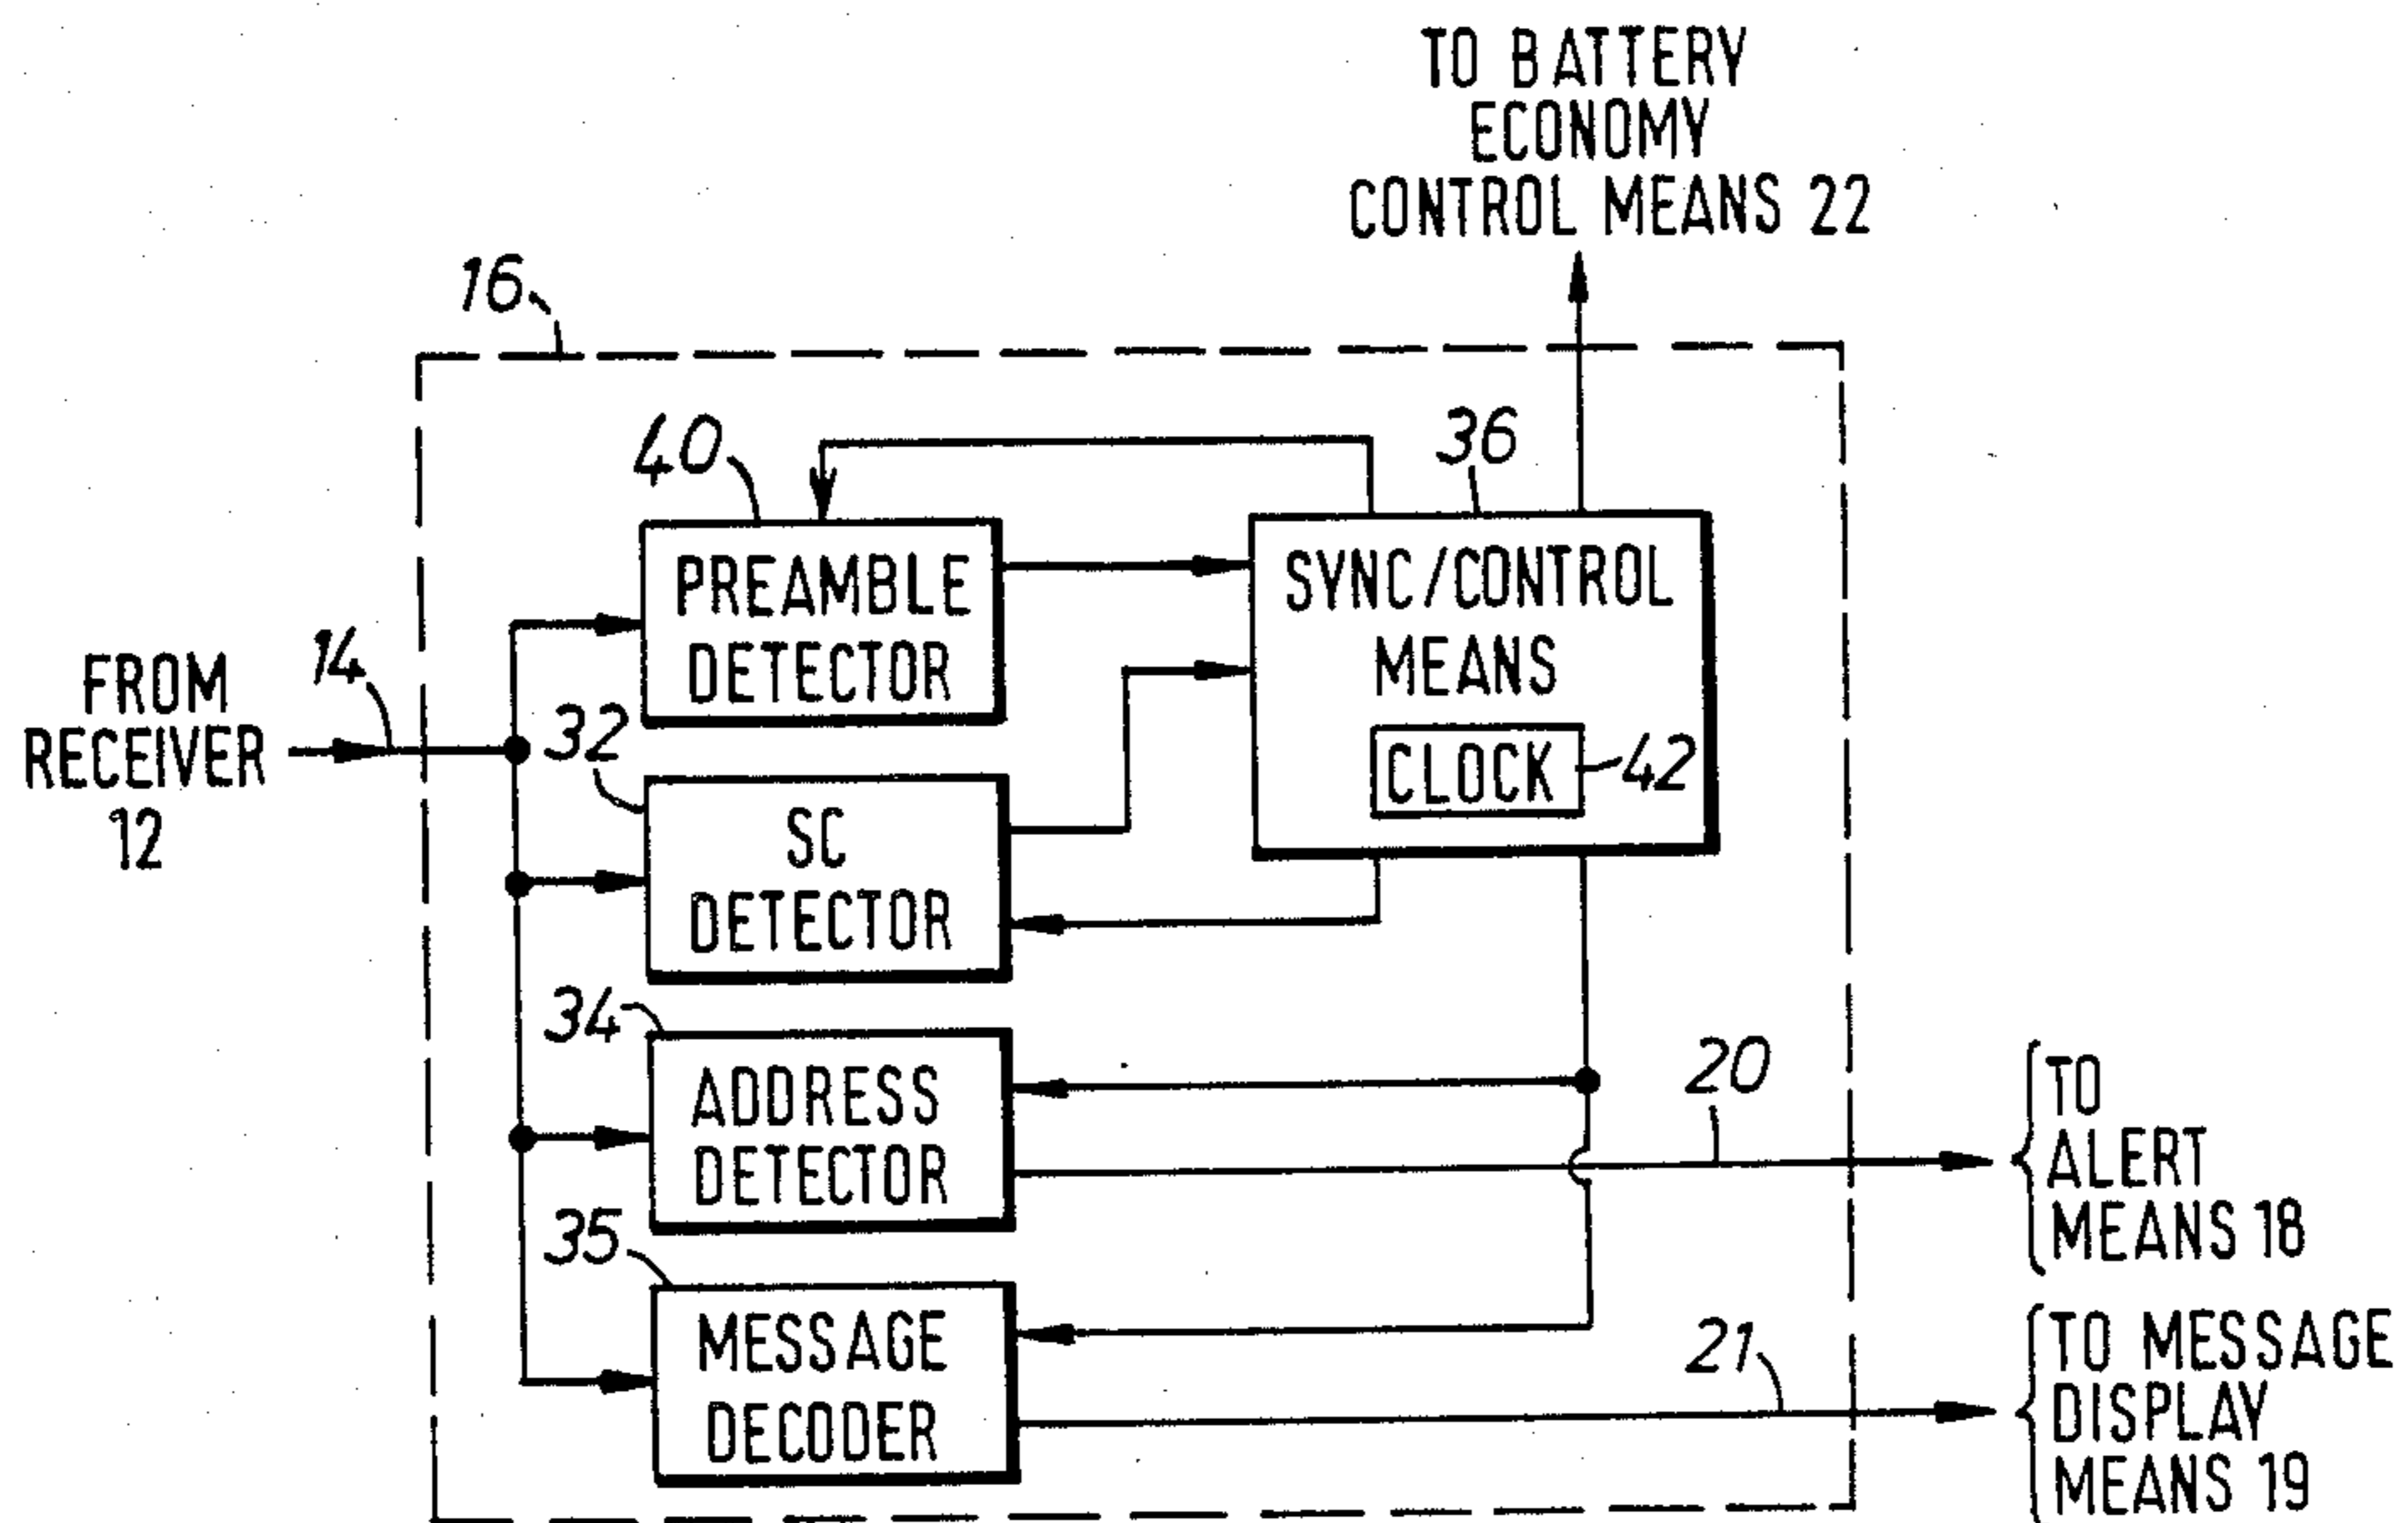 TO BATTERY
ECONOMY
CONTROL MEANS 22
16
40
36
PREAMBLE
DETECTOR
SYNC/CONTROL
MEANS
CLOCK
42
14
FROM
RECEIVER
12
32
SC
DETECTOR
34
ADDRESS
DETECTOR
20
TO
ALERT
MEANS 18
35
MESSAGE
DECODER
21
TO MESSAGE
DISPLAY
MEANS 19